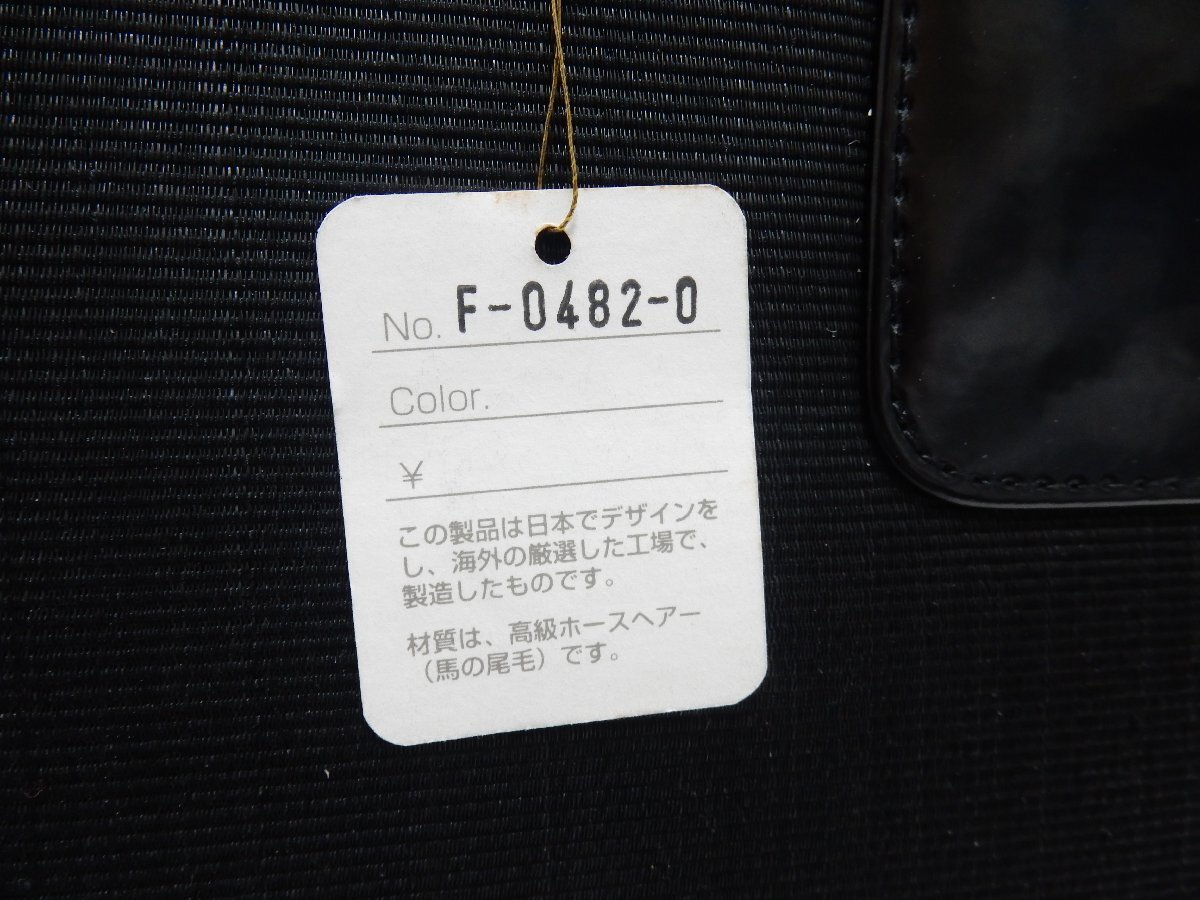 No. F-0482-0
Color.
¥
この製品は日本でデザインを
し、海外の厳選した工場で、
製造したものです。
材質は、高級ホースヘアー
（馬の尾毛）です。